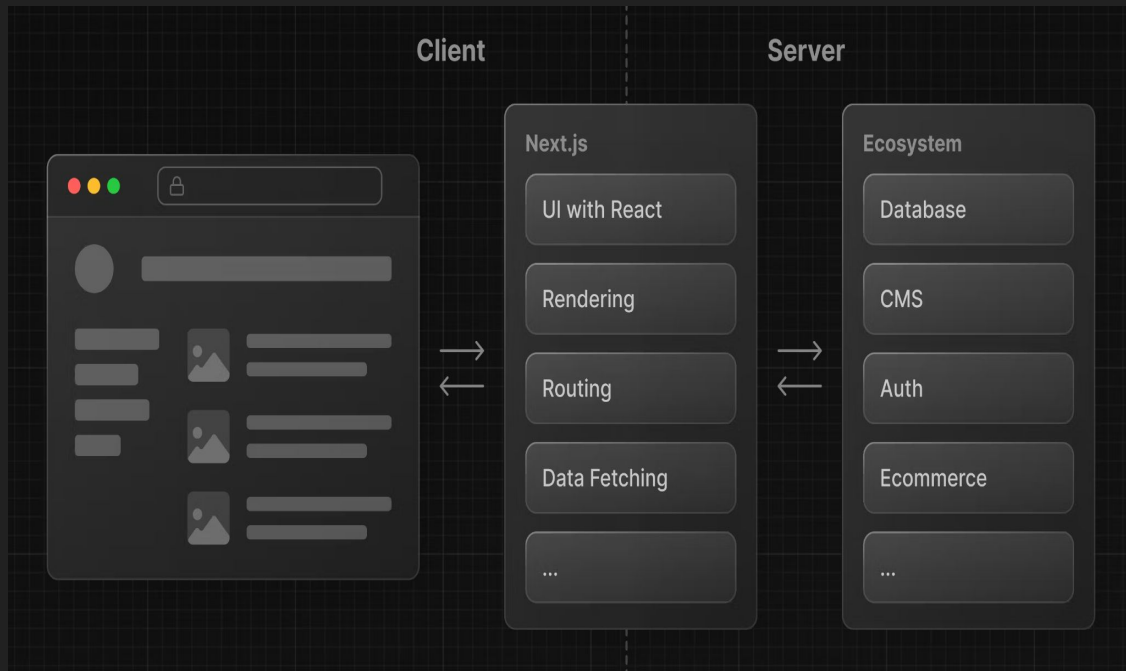 Client
Server
Next.js
UI with React
Rendering
Routing
Data Fetching
...
Ecosystem
Database
CMS
Auth
Ecommerce
...